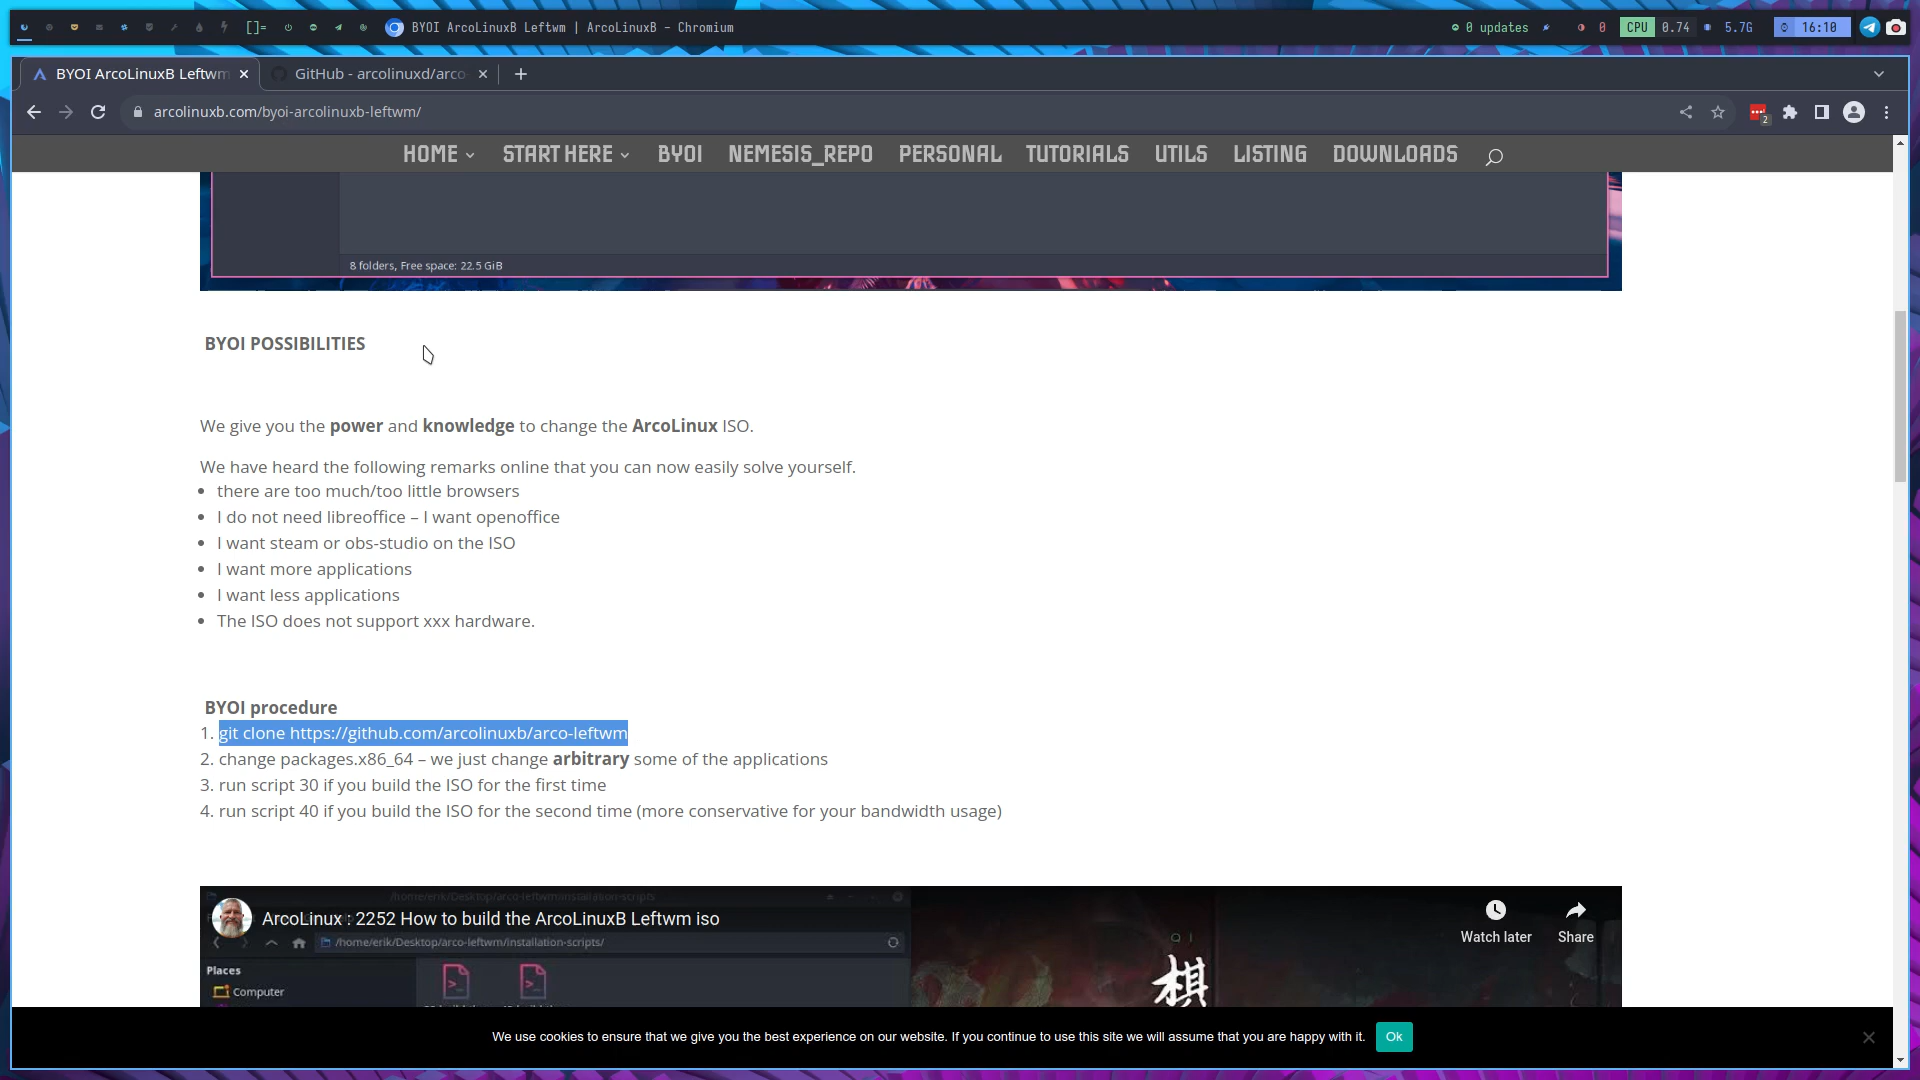 []=
BYOI ArcoLinuxB Leftwm | ArcoLinuxB - Chromium
0 updates
0
CPU 0.74
5.7G
16:10
BYOI ArcoLinuxB Leftwm
GitHub - arcolinuxd/arco
arcolinuxb.com/byoi-arcolinuxb-leftwm/
2
HOME START HERE BYOI NEMESIS_REPO PERSONAL TUTORIALS UTILS LISTING DOWNLOADS
8 folders, Free space: 22.5 GiB
BYOI POSSIBILITIES
We give you the power and knowledge to change the ArcoLinux ISO.
We have heard the following remarks online that you can now easily solve yourself.
• there are too much/too little browsers
• I do not need libreoffice – I want openoffice
• I want steam or obs-studio on the ISO
• I want more applications
• I want less applications
• The ISO does not support xxx hardware.
BYOI procedure
1. git clone https://github.com/arcolinuxb/arco-leftwm
2. change packages.x86_64 – we just change arbitrary some of the applications
3. run script 30 if you build the ISO for the first time
4. run script 40 if you build the ISO for the second time (more conservative for your bandwidth usage)
/home/erik/Desktop/arco-leftwm/installation-scripts
ArcoLinux : 2252 How to build the ArcoLinuxB Leftwm iso
Watch later
Share
/home/erik/Desktop/arco-leftwm/installation-scripts/
Places
Computer
棋
We use cookies to ensure that we give you the best experience on our website. If you continue to use this site we will assume that you are happy with it.
Ok